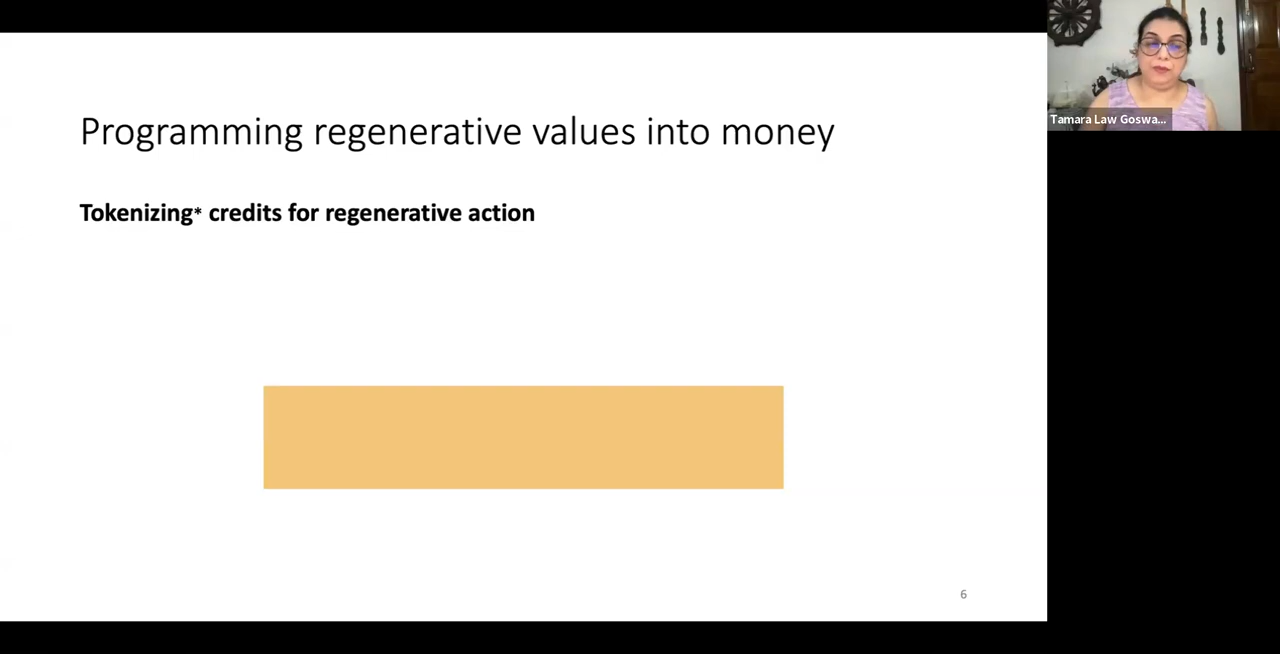 Programming regenerative values into money
Tokenizing* credits for regenerative action
6
Tamara Law Goswa...